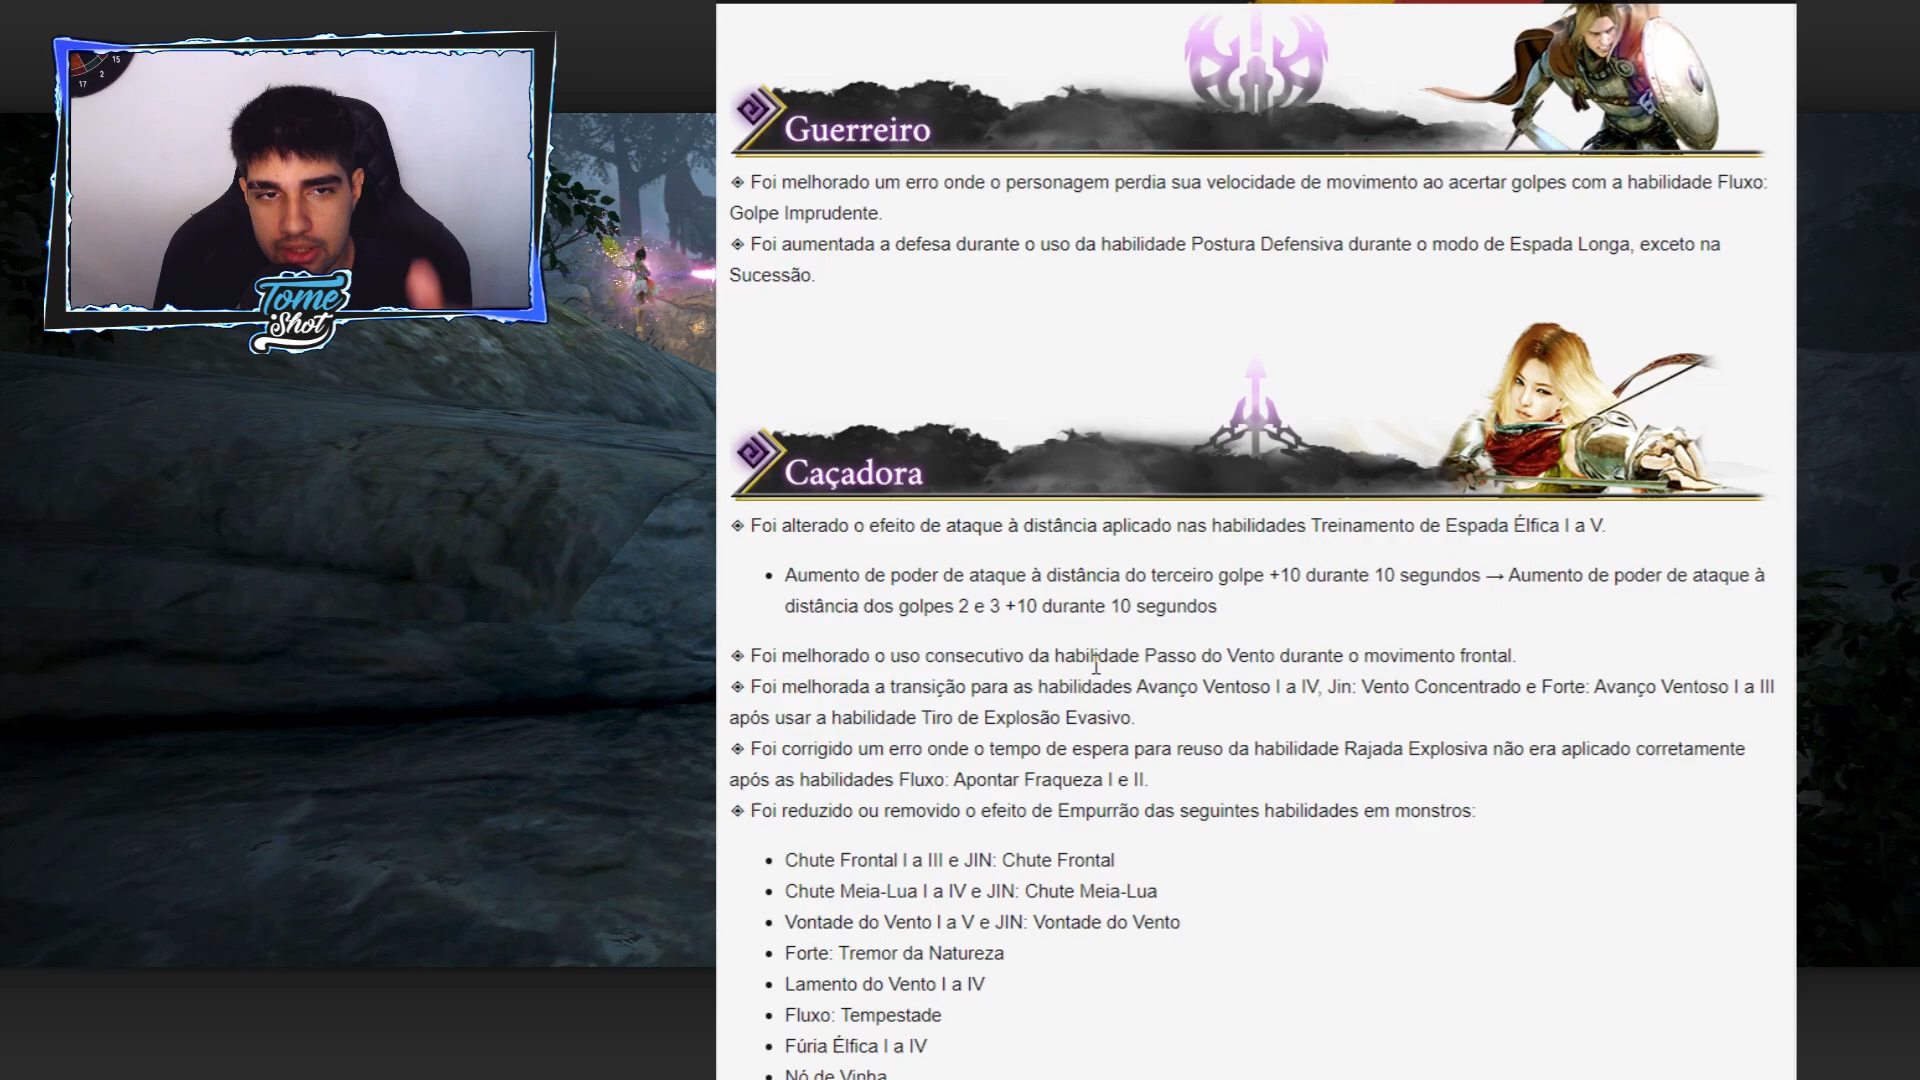 15
2
17
Tome
Shot
Guerreiro
Foi melhorado um erro onde o personagem perdia sua velocidade de movimento ao acertar golpes com a habilidade Fluxo:
Golpe Imprudente.
Foi aumentada a defesa durante o uso da habilidade Postura Defensiva durante o modo de Espada Longa, exceto na
Sucessão.
Caçadora
Foi alterado o efeito de ataque à distância aplicado nas habilidades Treinamento de Espada Élfica I a V.
• Aumento de poder de ataque à distância do terceiro golpe +10 durante 10 segundos → Aumento de poder de ataque à
distância dos golpes 2 e 3 +10 durante 10 segundos
Foi melhorado o uso consecutivo da habilidade Passo do Vento durante o movimento frontal.
Foi melhorada a transição para as habilidades Avanço Ventoso I a IV, Jin: Vento Concentrado e Forte: Avanço Ventoso I a III
após usar a habilidade Tiro de Explosão Evasivo.
Foi corrigido um erro onde o tempo de espera para reuso da habilidade Rajada Explosiva não era aplicado corretamente
após as habilidades Fluxo: Apontar Fraqueza I e II.
Foi reduzido ou removido o efeito de Empurrão das seguintes habilidades em monstros:
• Chute Frontal I a III e JIN: Chute Frontal
• Chute Meia-Lua I a IV e JIN: Chute Meia-Lua
• Vontade do Vento I a V e JIN: Vontade do Vento
• Forte: Tremor da Natureza
• Lamento do Vento I a IV
• Fluxo: Tempestade
• Fúria Élfica I a IV
• Nó de Vinha